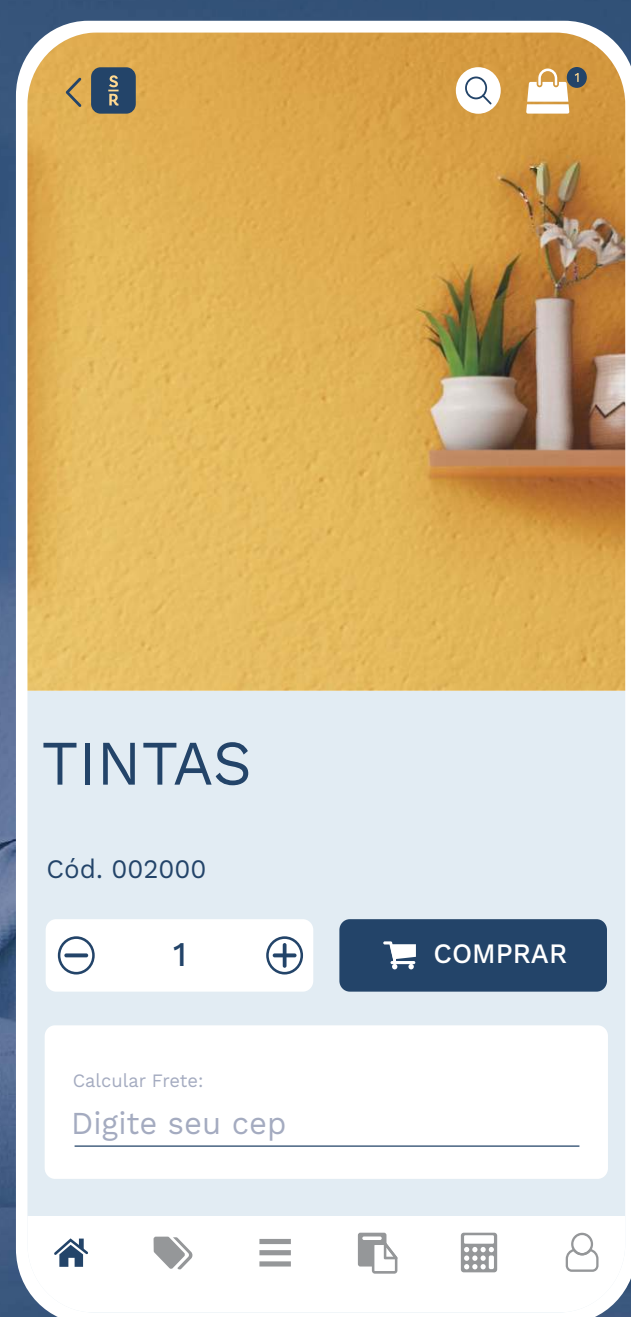 S
R
1
TINTAS
Cód. 002000
1
COMPRAR
Calcular Frete:
Digite seu cep